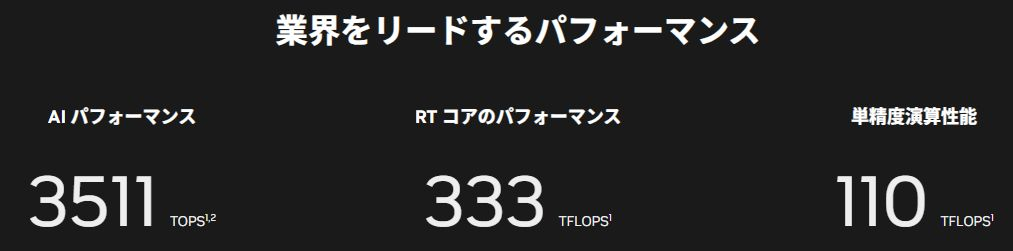 業界をリードするパフォーマンス
AI パフォーマンス
3511 TOPS1,2
RT コアのパフォーマンス
333 TFLOPS1
単精度演算性能
110 TFLOPS1